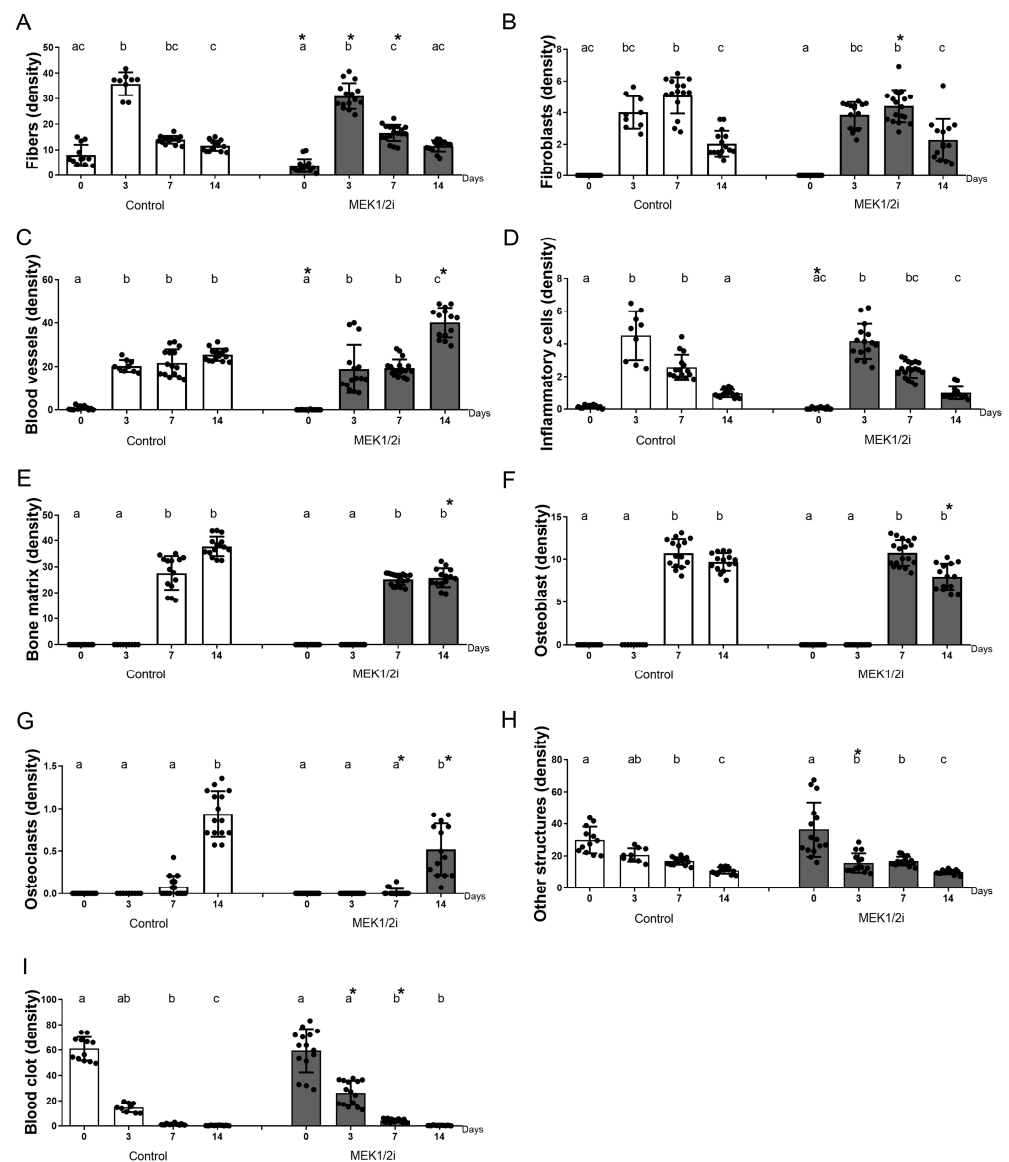 A
Fibers (density)
50
40
30
20
10
0
ac b bc c * a * b * c ac
0 3 7 14 0 3 7 14 Days
Control MEK1/2i
B
Fibroblasts (density)
8
6
4
2
0
ac bc b c a bc * b c
0 3 7 14 0 3 7 14 Days
Control MEK1/2i
C
Blood vessels (density)
60
40
20
0
a b b b * a b b c*
0 3 7 14 0 3 7 14 Days
Control MEK1/2i
D
Inflammatory cells (density)
8
6
4
2
0
a b b a * ac b bc c
0 3 7 14 0 3 7 14 Days
Control MEK1/2i
E
Bone matrix (density)
50
40
30
20
10
0
a a b b a a b b*
0 3 7 14 0 3 7 14 Days
Control MEK1/2i
F
Osteoblast (density)
15
10
5
0
a a b b a a b b*
0 3 7 14 0 3 7 14 Days
Control MEK1/2i
G
Osteoclasts (density)
1.5
1.0
0.5
0.0
a a a b a a a* b*
0 3 7 14 0 3 7 14 Days
Control MEK1/2i
H
Other structures (density)
80
60
40
20
0
a ab b c a * b b c
0 3 7 14 0 3 7 14 Days
Control MEK1/2i
I
Blood clot (density)
100
80
60
40
20
0
a ab b c a a* b* b
0 3 7 14 0 3 7 14 Days
Control MEK1/2i